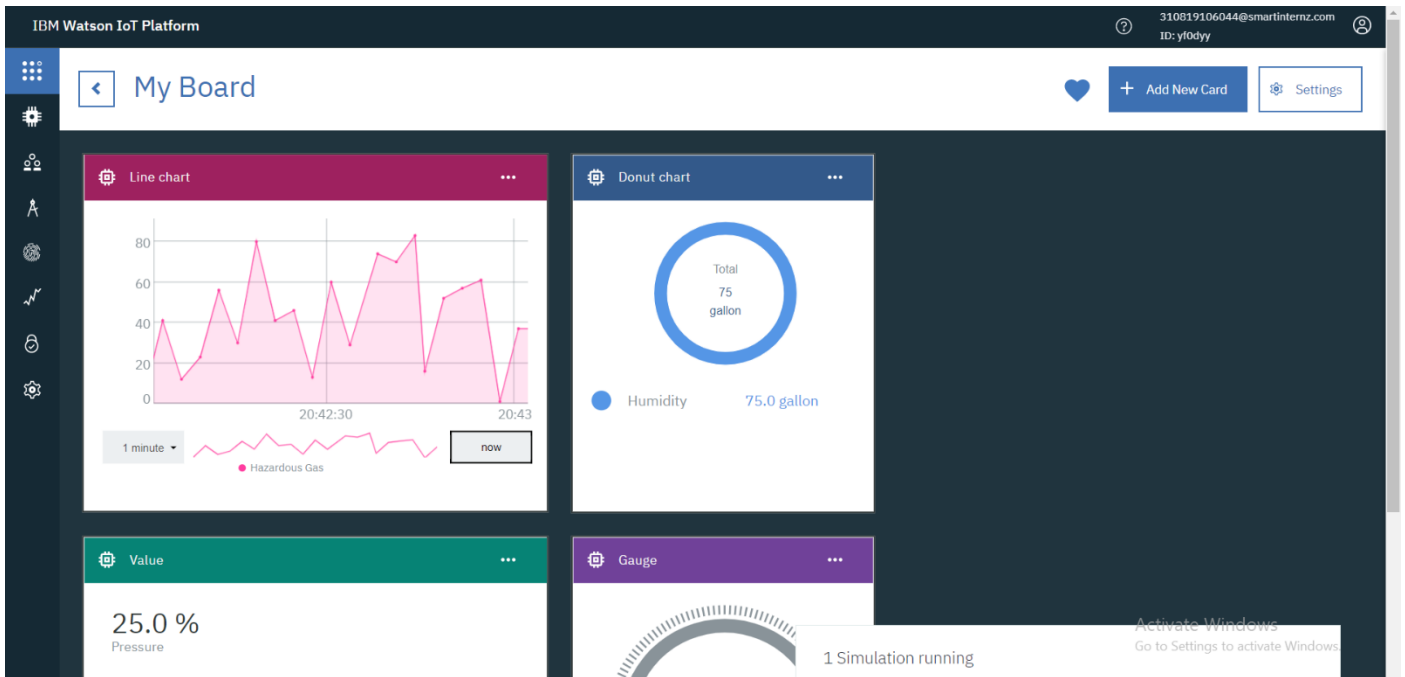 IBM Watson IoT Platform
310819106044@smartinternz.com
ID: yf0dyy
My Board
Add New Card
Settings
Line chart
80
60
40
20
0
20:42:30
20:43
1 minute
now
Hazardous Gas
Donut chart
Total
75
gallon
Humidity 75.0 gallon
Value
25.0 %
Pressure
Gauge
1 Simulation running
Activate Windows
Go to Settings to activate Windows.